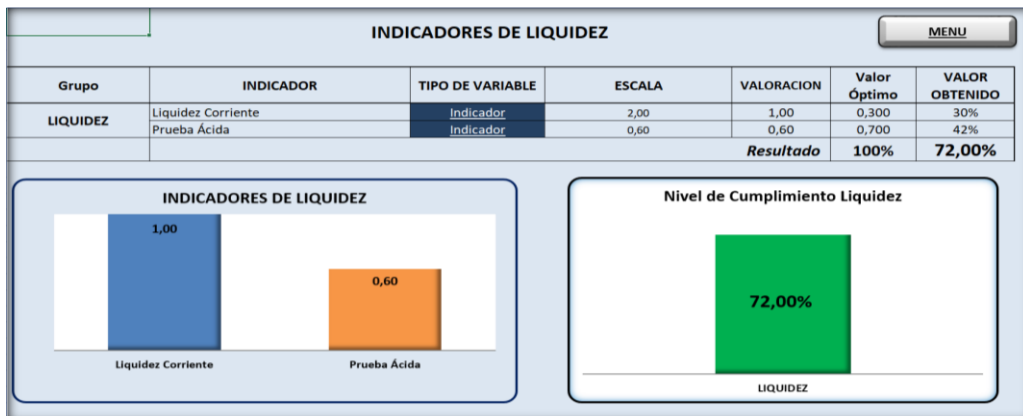 INDICADORES DE LIQUIDEZ
MENU
Grupo INDICADOR TIPO DE VARIABLE ESCALA VALORACION Valor Óptimo VALOR OBTENIDO
LIQUIDEZ
Liquidez Corriente Indicador 2,00 1,00 0,300 30%
Prueba Ácida Indicador 0,60 0,60 0,700 42%
Resultado 100% 72,00%
INDICADORES DE LIQUIDEZ
1,00
0,60
Liquidez Corriente Prueba Ácida
Nivel de Cumplimiento Liquidez
72,00%
LIQUIDEZ